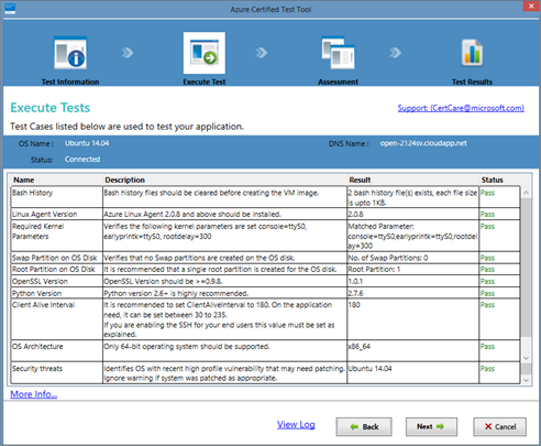 Azure Certified Test Tool
Test Information
Execute Test
Assessment
Test Results
Execute Tests
Support: (CertCare@microsoft.com)
Test Cases listed below are used to test your application.
OS Name : Ubuntu 14.04 DNS Name : open-2124sv.cloudapp.net
Status: Connected
Name Description Result Status
Bash History Bash history files should be cleared before creating the VM image. 2 bash history file(s) exists, each file size Pass
is upto 1KB.
Linux Agent Version Azure Linux Agent 2.0.8 and above should be installed. 2.0.8 Pass
Required Kernel Verifies the following kernel parameters are set console=ttyS0, Matched Parameter: Pass
Parameters earlyprintk=ttyS0, rootdelay=300 console=ttyS0,earlyprintk=ttyS0,rootdel
ay=300
Swap Partition on OS Disk Verifies that no Swap partitions are created on the OS disk. No. of Swap Partitions: 0 Pass
Root Partition on OS Disk It is recommended that a single root partition is created for the OS disk. Root Partition: 1 Pass
OpenSSL Version OpenSSL Version should be >=0.9.8. 1.0.1 Pass
Python Version Python version 2.6+ is highly recommended. 2.7.6 Pass
Client Alive Interval It is recommended to set ClientAliveInterval to 180. On the application 180 Pass
need, it can be set between 30 to 235.
If you are enabling the SSH for your end users this value must be set as
explained.
OS Architecture Only 64-bit operating system should be supported. x86_64 Pass
Security threats Identifies OS with recent high profile vulnerability that may need patching. Ubuntu 14.04 Pass
Ignore warning if system was patched as appropriate.
More Info...
View Log Back Next Cancel